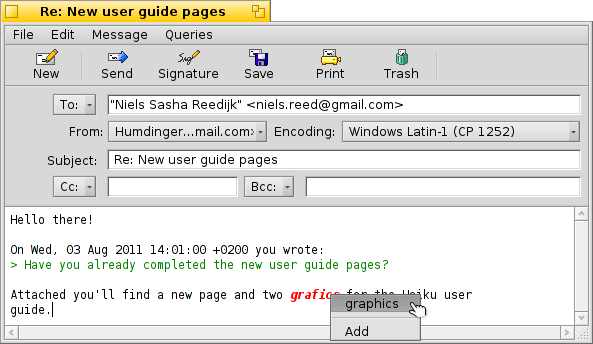 Re: New user guide pages
File Edit Message Queries
New Send Signature Save Print Trash
To: "Niels Sasha Reedijk" <niels.reed@gmail.com>
From: Humdinger...mail.com> Encoding: Windows Latin-1 (CP 1252)
Subject: Re: New user guide pages
Cc: Bcc:
Hello there!
On Wed, 03 Aug 2011 14:01:00 +0200 you wrote:
> Have you already completed the new user guide pages?
Attached you'll find a new page and two grafics for the Haiku user
guide.
graphics
Add